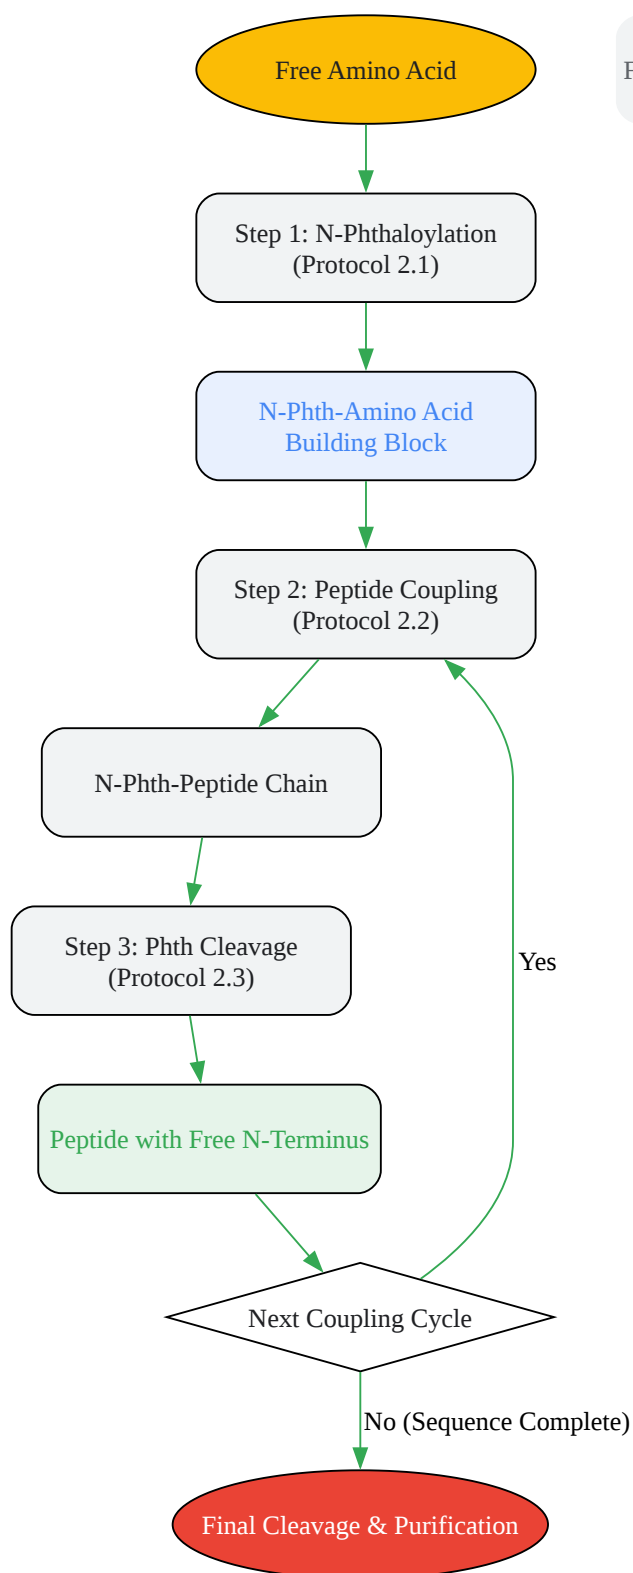 Free Amino Acid
Step 1: N-Phthaloylation
(Protocol 2.1)
N-Phth-Amino Acid
Building Block
Step 2: Peptide Coupling
(Protocol 2.2)
N-Phth-Peptide Chain
Step 3: Phth Cleavage
(Protocol 2.3)
Yes
Peptide with Free N-Terminus
Next Coupling Cycle
No (Sequence Complete)
Final Cleavage & Purification